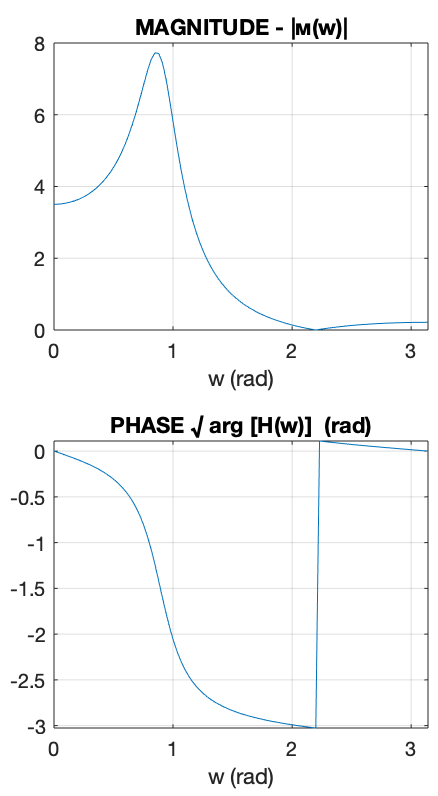 MAGNITUDE - |м(w)|
8
6
4
2
0
0 1 2 3
w (rad)
PHASE √ arg [H(w)] (rad)
0
-0.5
-1
-1.5
-2
-2.5
-3
0 1 2 3
w (rad)